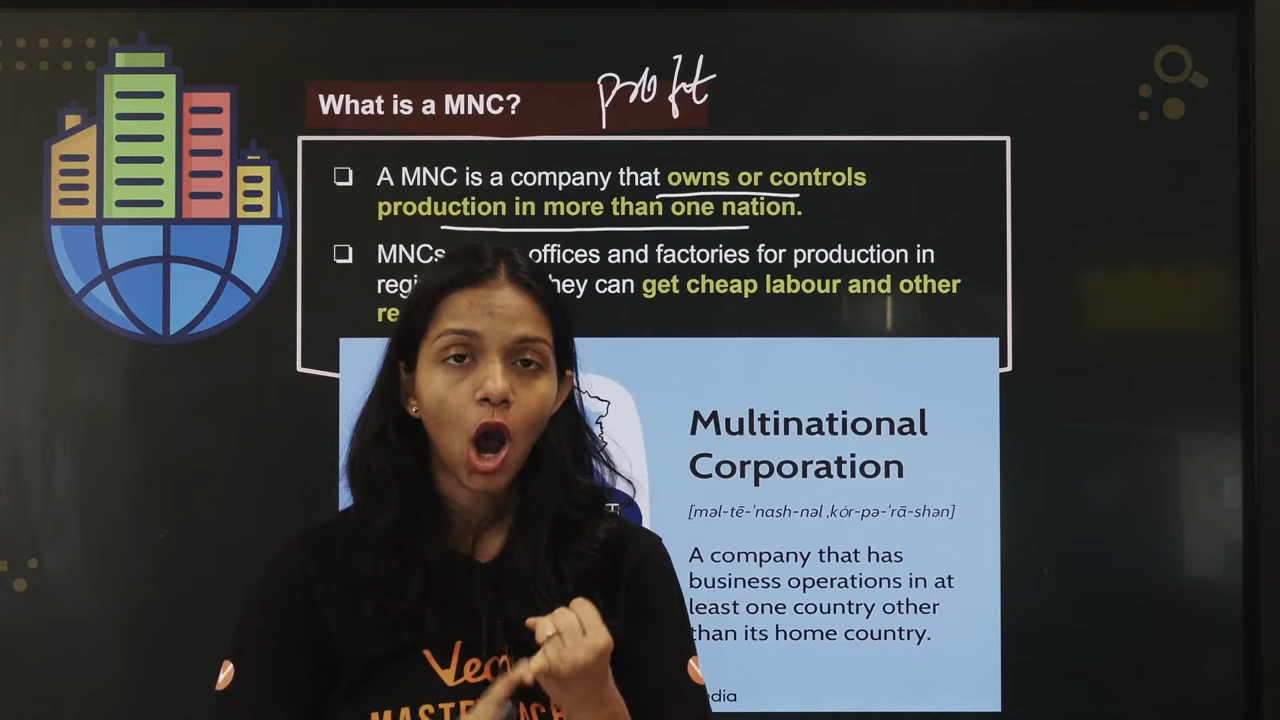 What is a MNC? profit
❑ A MNC is a company that owns or controls
production in more than one nation.
❑ MNCs offices and factories for production in
they can get cheap labour and other
Multinational
Corporation
[məl-tē-ˈnash-nəl ˌkȯr-pə-ˈrā-shən]
A company that has
business operations in at
least one country other
than its home country.